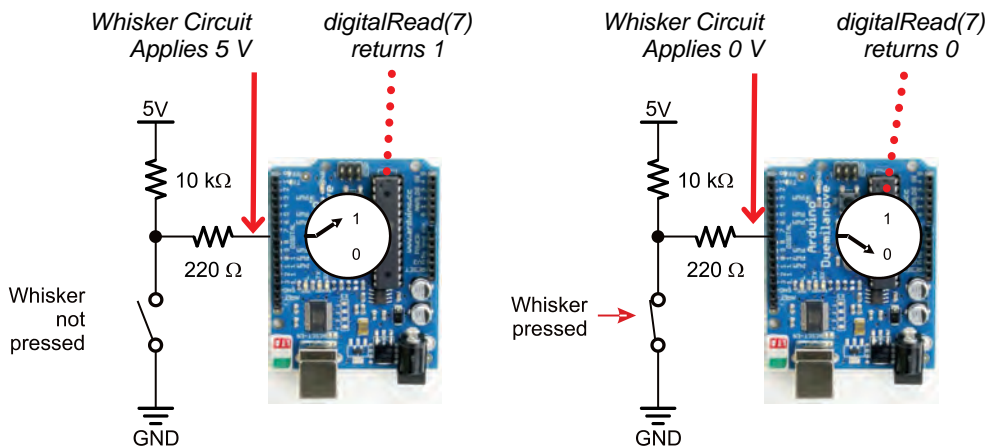 Whisker Circuit
Applies 5 V
digitalRead(7)
returns 1
5V
10 kΩ
220 Ω
1
0
Whisker
not
pressed
GND
Whisker Circuit
Applies 0 V
digitalRead(7)
returns 0
5V
10 kΩ
220 Ω
Arduino
Duemilanove
1
0
Whisker
pressed
GND